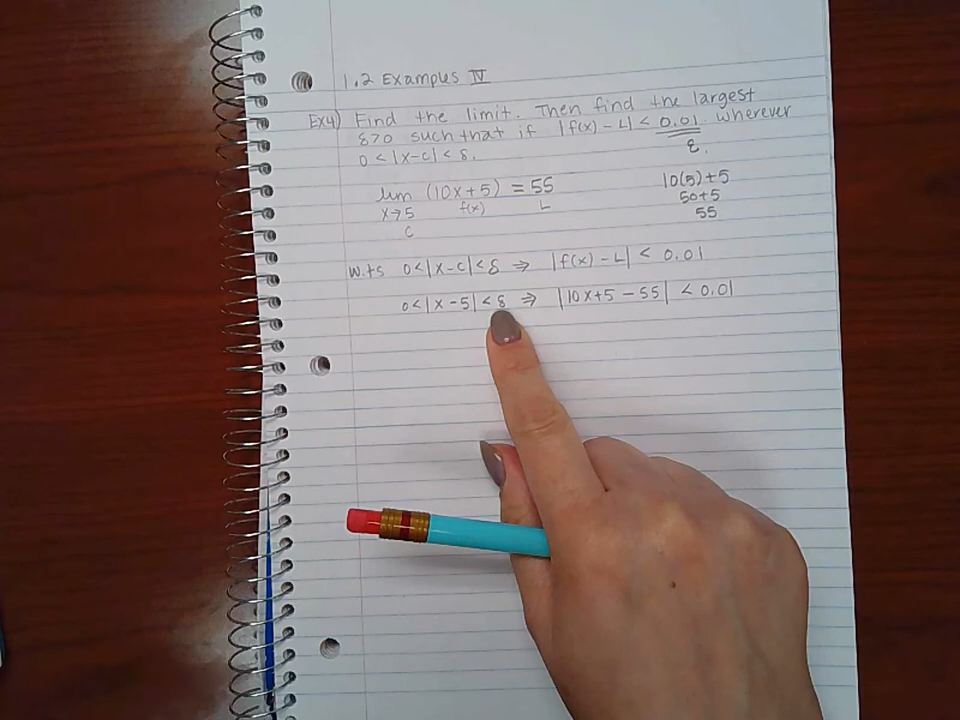 1.2 Examples IV
Ex4) Find the limit. Then find the largest
δ>0 such that if |f(x) - L| < 0.01 wherever
0 < |x-c| < δ.
ε.
lim (10x+5) = 55
x→5 f(x) L
c
10(5)+5
50+5
55
w.t.s 0<|x-c|<δ ⇒ |f(x) - L| < 0.01
0<|x-5|<δ ⇒ |10x+5-55| < 0.01